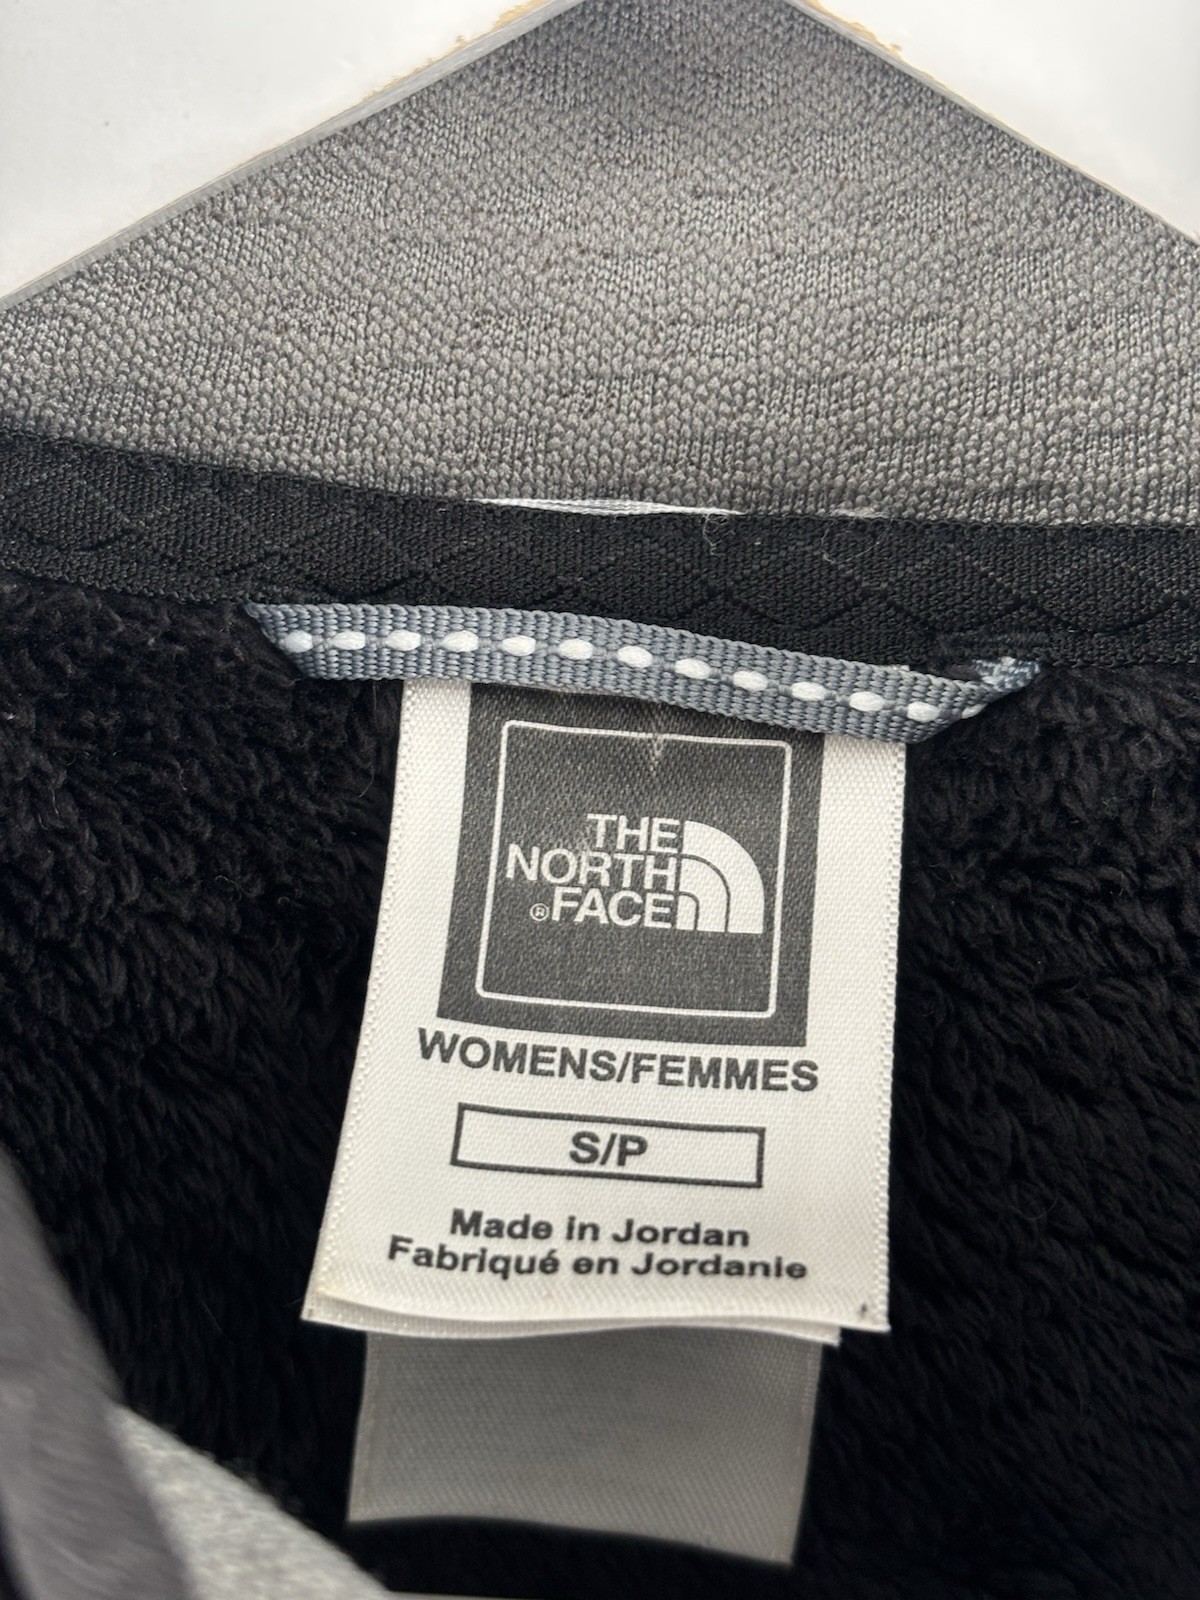 THE
NORTH
®FACE
WOMENS/FEMMES
S/P
Made in Jordan
Fabriqué en Jordanie